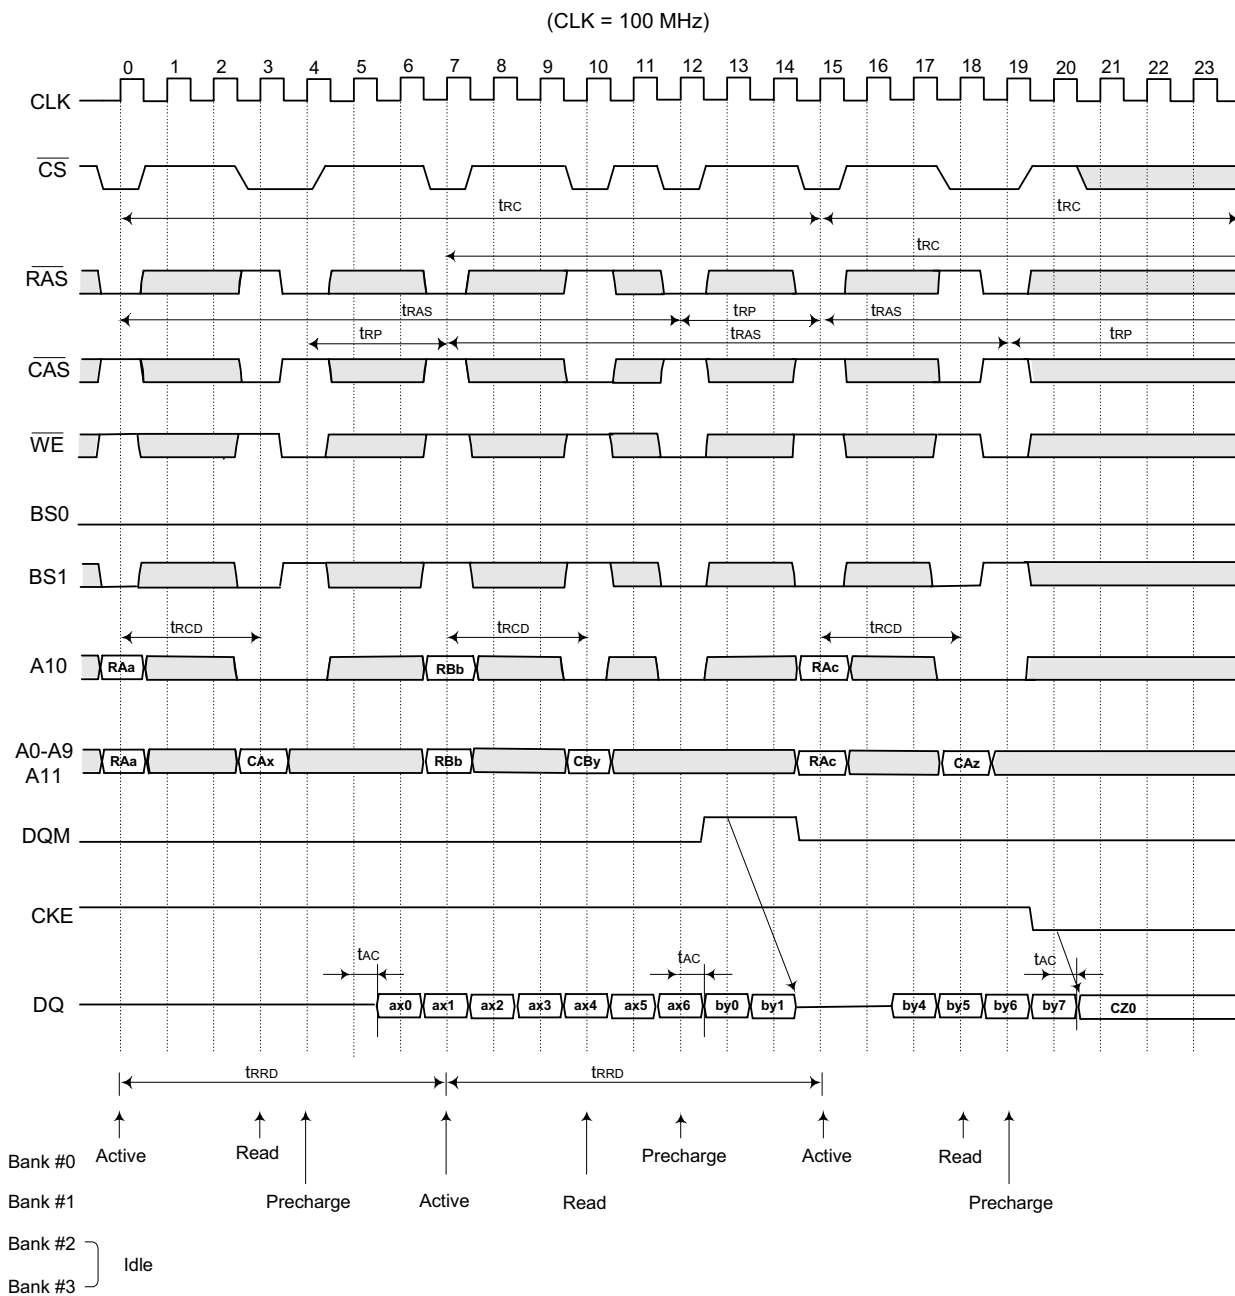 (CLK = 100 MHz)
0 1 2 3 4 5 6 7 8 9 10 11 12 13 14 15 16 17 18 19 20 21 22 23
CLK
CS
tRC tRC
tRC
RAS
tRAS tRP tRAS
tRP tRAS tRP
CAS
WE
BS0
BS1
tRCD tRCD tRCD
A10 RAa RBb RAc
A0-A9
A11
RAa CAx RBb CBy RAc CAz
DQM
CKE
tAC tAC tAC
DQ ax0 ax1 ax2 ax3 ax4 ax5 ax6 by0 by1 by4 by5 by6 by7 CZ0
tRRD tRRD
Bank #0 Active Read Precharge Active Read
Bank #1 Precharge Active Read Precharge
Bank #2
Idle
Bank #3